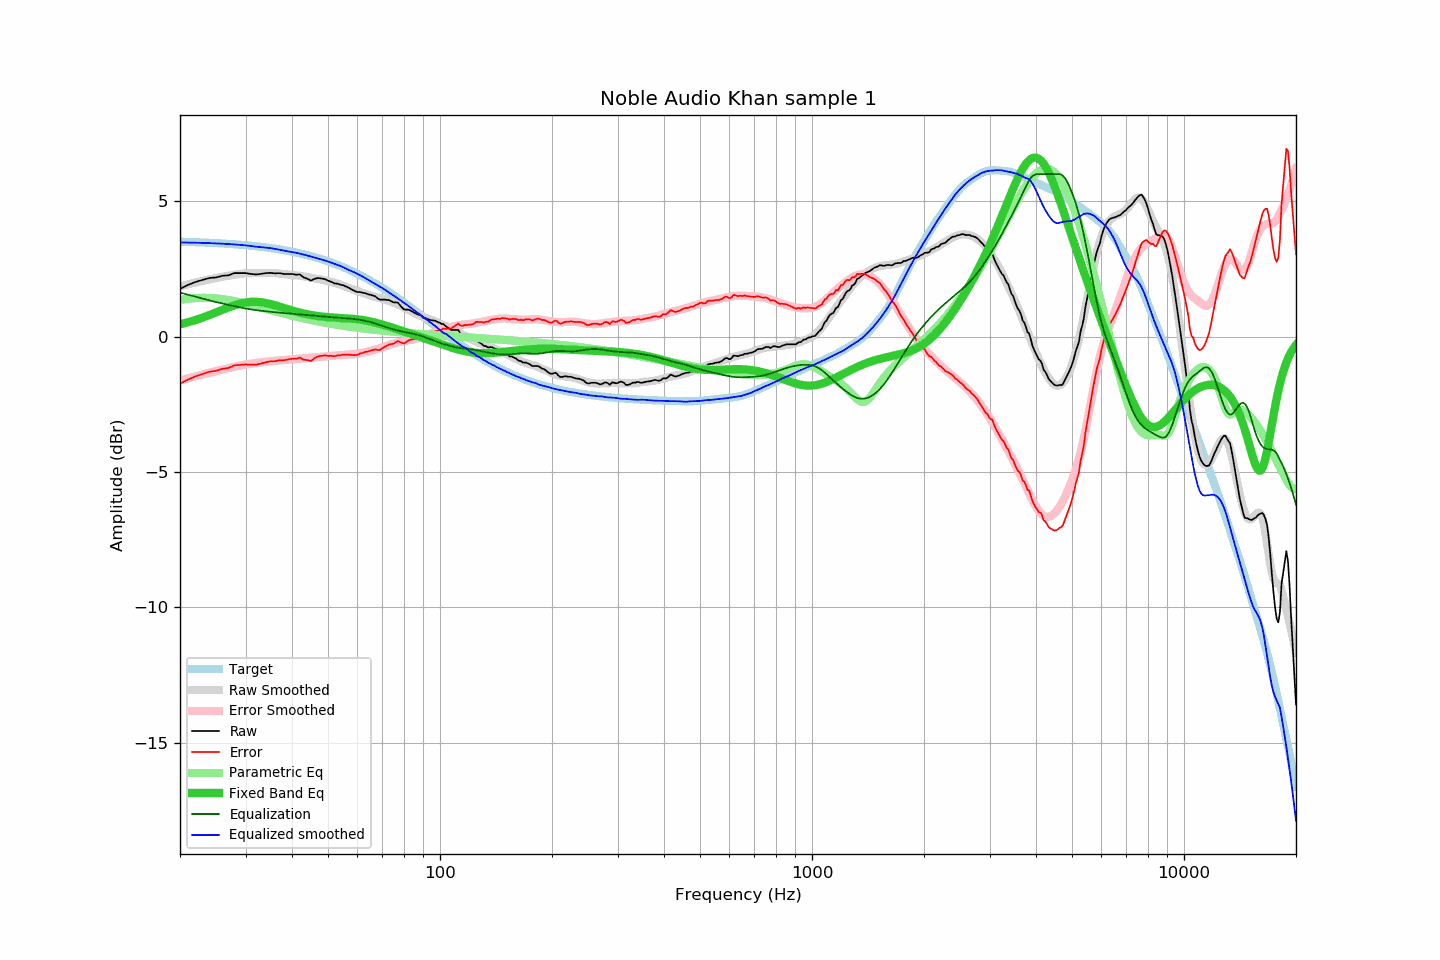 Noble Audio Khan sample 1
5
0
−5
−10
−15
Amplitude (dBr)
Target
Raw Smoothed
Error Smoothed
Raw
Error
Parametric Eq
Fixed Band Eq
Equalization
Equalized smoothed
100
1000
10000
Frequency (Hz)